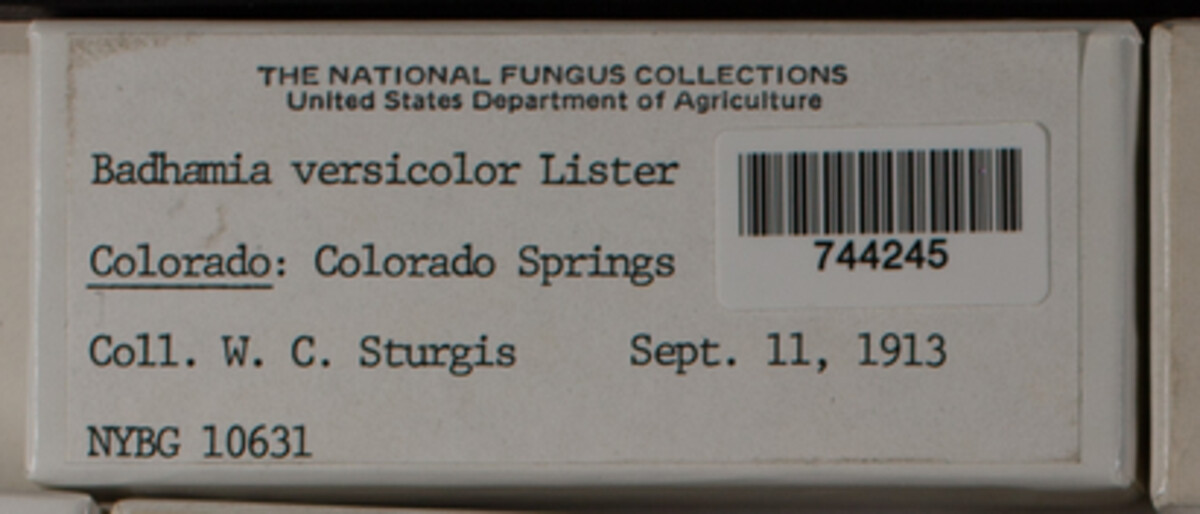 THE NATIONAL FUNGUS COLLECTIONS
United States Department of Agriculture
Badhamia versicolor Lister
Colorado: Colorado Springs
744245
Coll. W. C. Sturgis Sept. 11, 1913
NYBG 10631